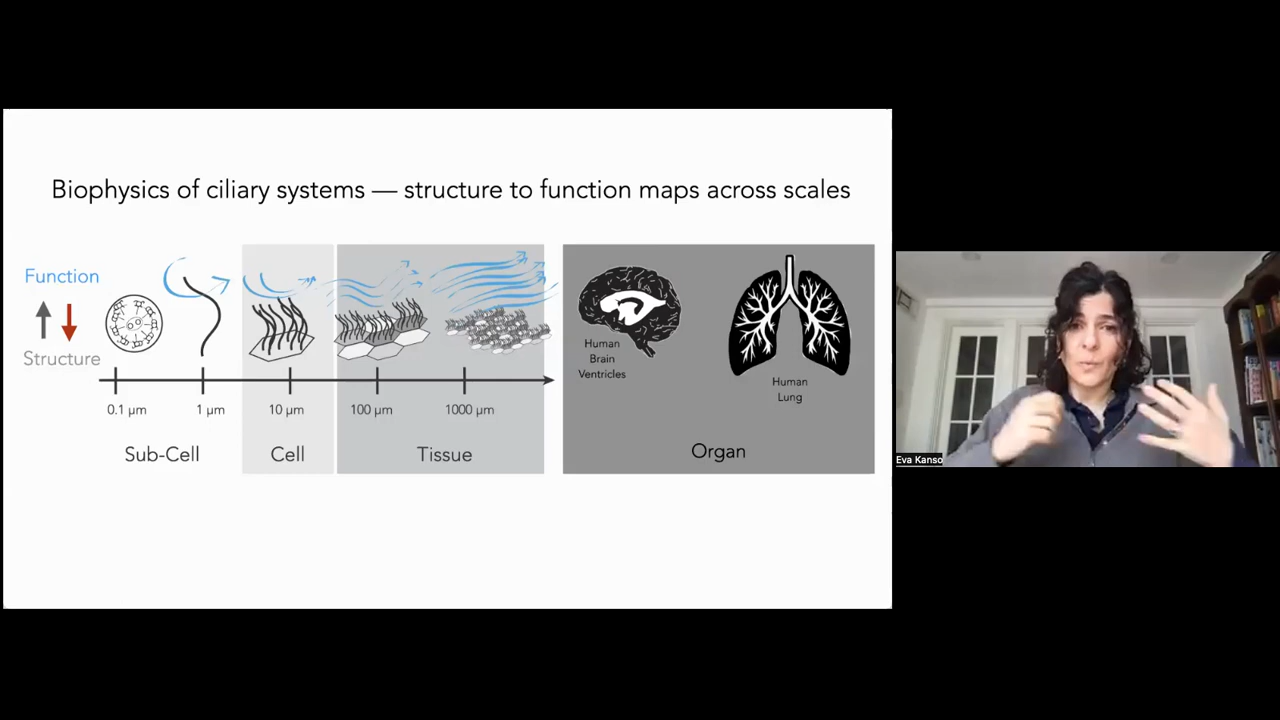 Biophysics of ciliary systems — structure to function maps across scales
Function
Structure
0.1 μm
1 μm
10 μm
100 μm
1000 μm
Sub-Cell
Cell
Tissue
Human
Brain
Ventricles
Human
Lung
Organ
Eva Kanso